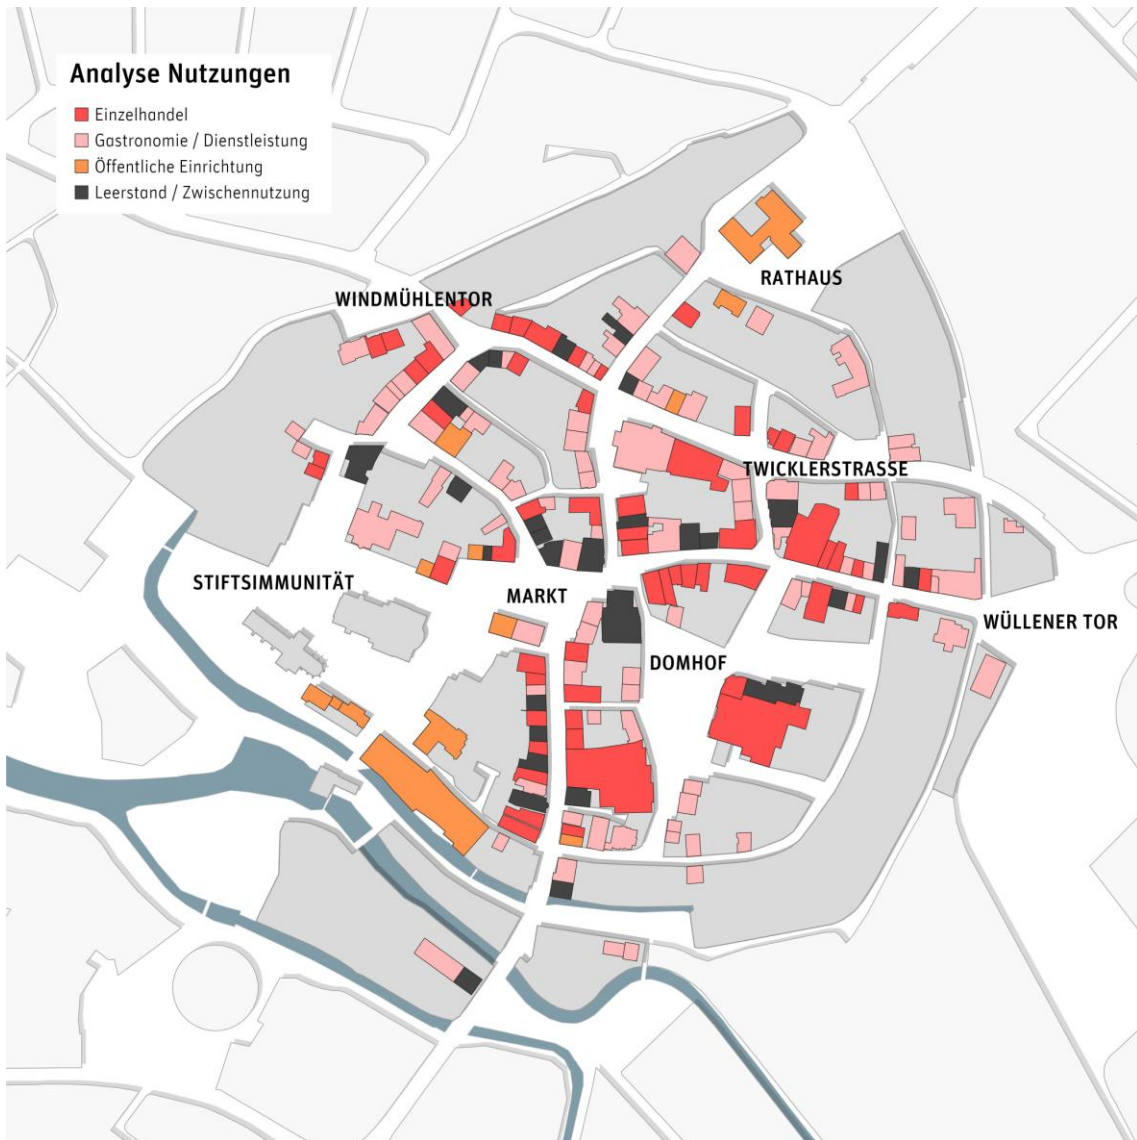 Analyse Nutzungen
Einzelhandel
Gastronomie / Dienstleistung
Öffentliche Einrichtung
Leerstand / Zwischennutzung
RATHAUS
WINDMÜHLENTOR
TWICKLERSTRASSE
STIFTSIMMUNITÄT
MARKT
WÜLLENER TOR
DOMHOF